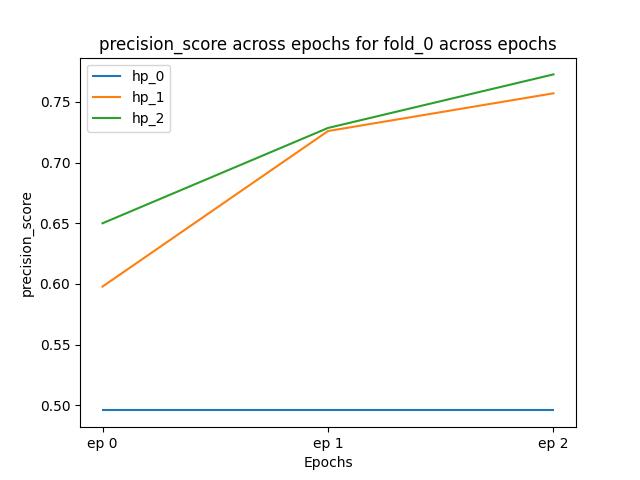 precision_score across epochs for fold_0 across epochs
hp_0
hp_1
hp_2
precision_score
0.75
0.70
0.65
0.60
0.55
0.50
ep 0 ep 1 ep 2
Epochs